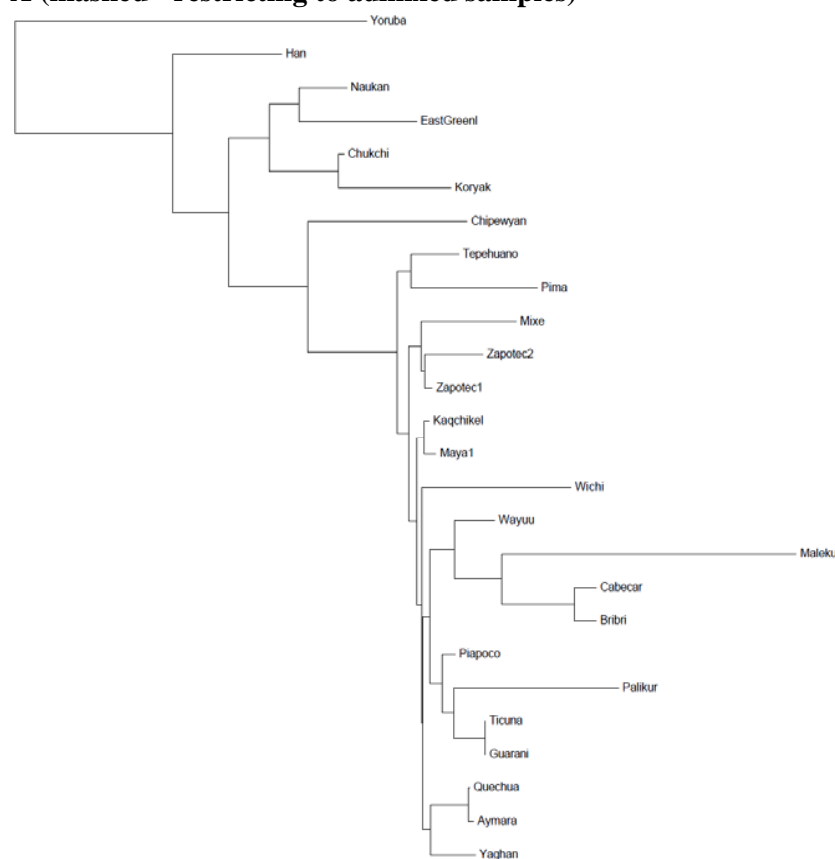 A (masked - restricting to admixed samples)
Yoruba
Han
Naukan
EastGreenl
Chukchi
Koryak
Chipewyan
Tepehuano
Pima
Mixe
Zapotec2
Zapotec1
Kaqchikel
Maya1
Wichi
Wayuu
Maleku
Cabecar
Bribri
Piapoco
Palikur
Ticuna
Guarani
Quechua
Aymara
Yaghan